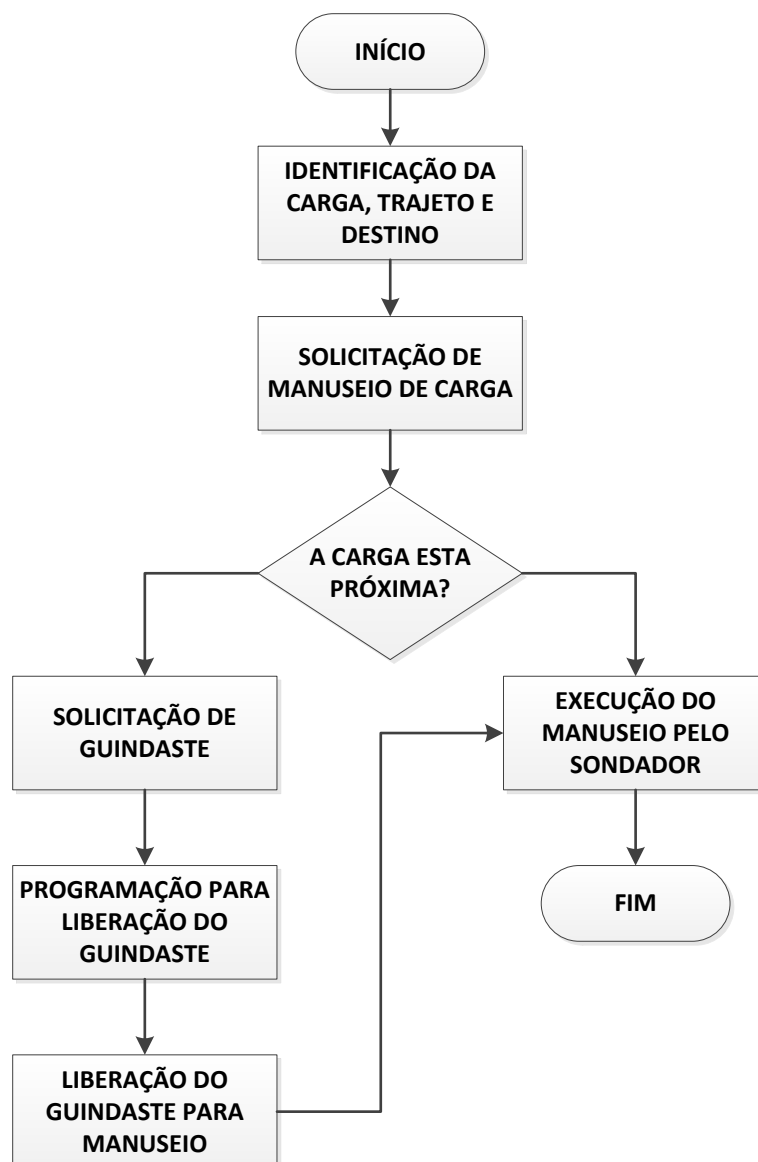 INÍCIO
IDENTIFICAÇÃO DA
CARGA, TRAJETO E
DESTINO
SOLICITAÇÃO DE
MANUSEIO DE CARGA
A CARGA ESTA
PRÓXIMA?
SOLICITAÇÃO DE
GUINDASTE
EXECUÇÃO DO
MANUSEIO PELO
SONDADOR
PROGRAMAÇÃO PARA
LIBERAÇÃO DO
GUINDASTE
FIM
LIBERAÇÃO DO
GUINDASTE PARA
MANUSEIO